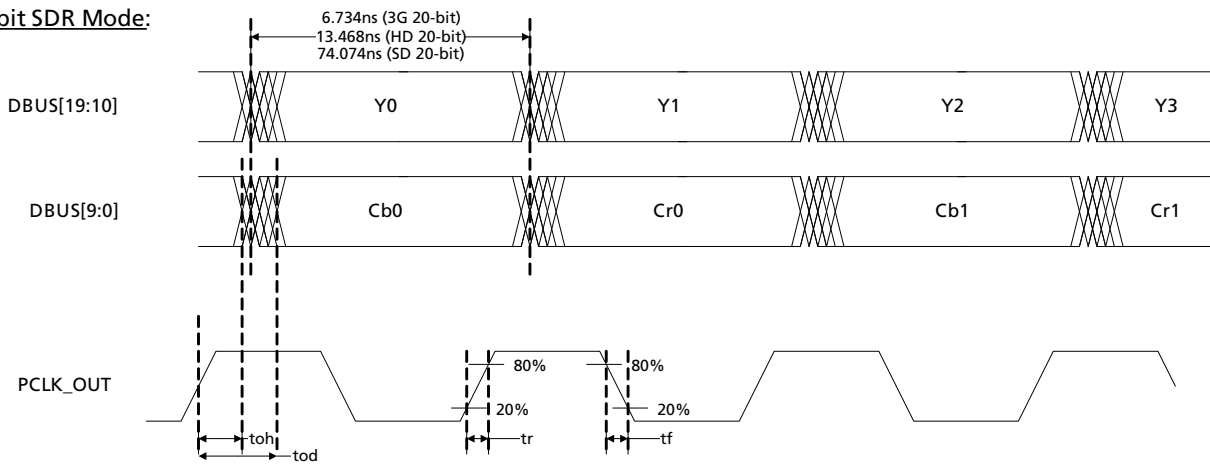 bit SDR Mode:
6.734ns (3G 20-bit)
13.468ns (HD 20-bit)
74.074ns (SD 20-bit)
DBUS[19:10]
Y0
Y1
Y2
Y3
DBUS[9:0]
Cb0
Cr0
Cb1
Cr1
PCLK_OUT
80%
80%
20%
20%
toh
tr
tf
tod